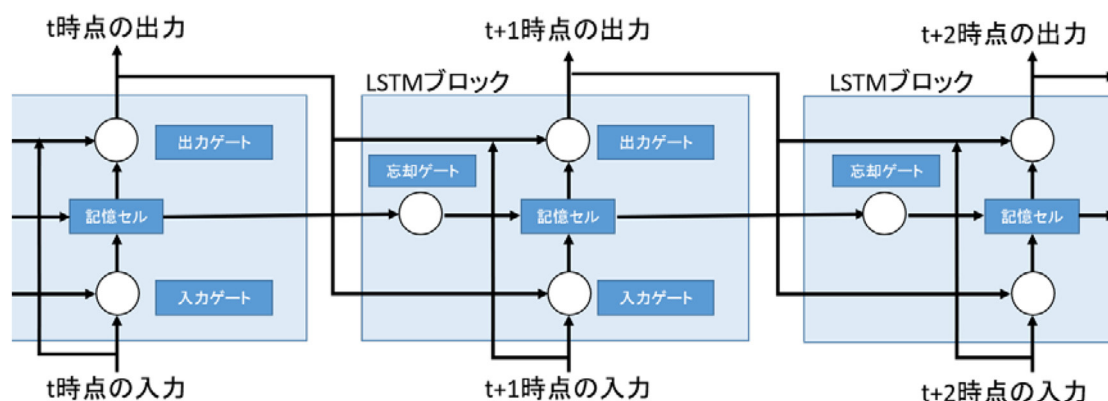 t時点の出力
t+1時点の出力
t+2時点の出力
LSTMブロック
LSTMブロック
出力ゲート
出力ゲート
忘却ゲート
忘却ゲート
記憶セル
記憶セル
記憶セル
入力ゲート
入力ゲート
t時点の入力
t+1時点の入力
t+2時点の入力